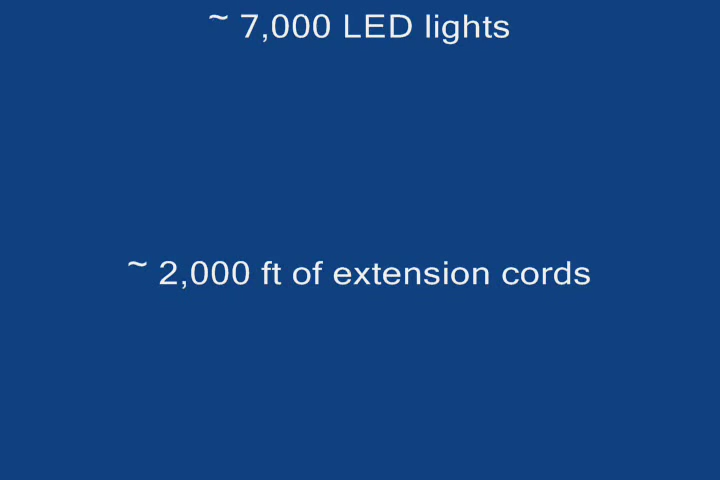 ~ 7,000 LED lights
~ 2,000 ft of extension cords